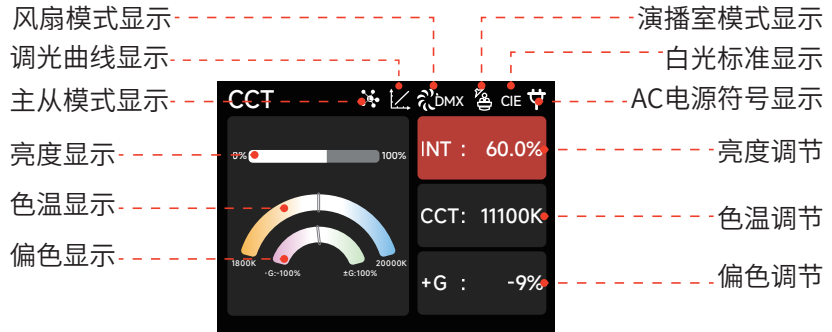 风扇模式显示
调光曲线显示
主从模式显示
亮度显示
色温显示
偏色显示
演播室模式显示
白光标准显示
AC电源符号显示
亮度调节
色温调节
偏色调节
CCT
DMX
CIE
0%
100%
1800K
20000K
-G:-100%
±G:100%
INT : 60.0%
CCT: 11100K
+G : -9%